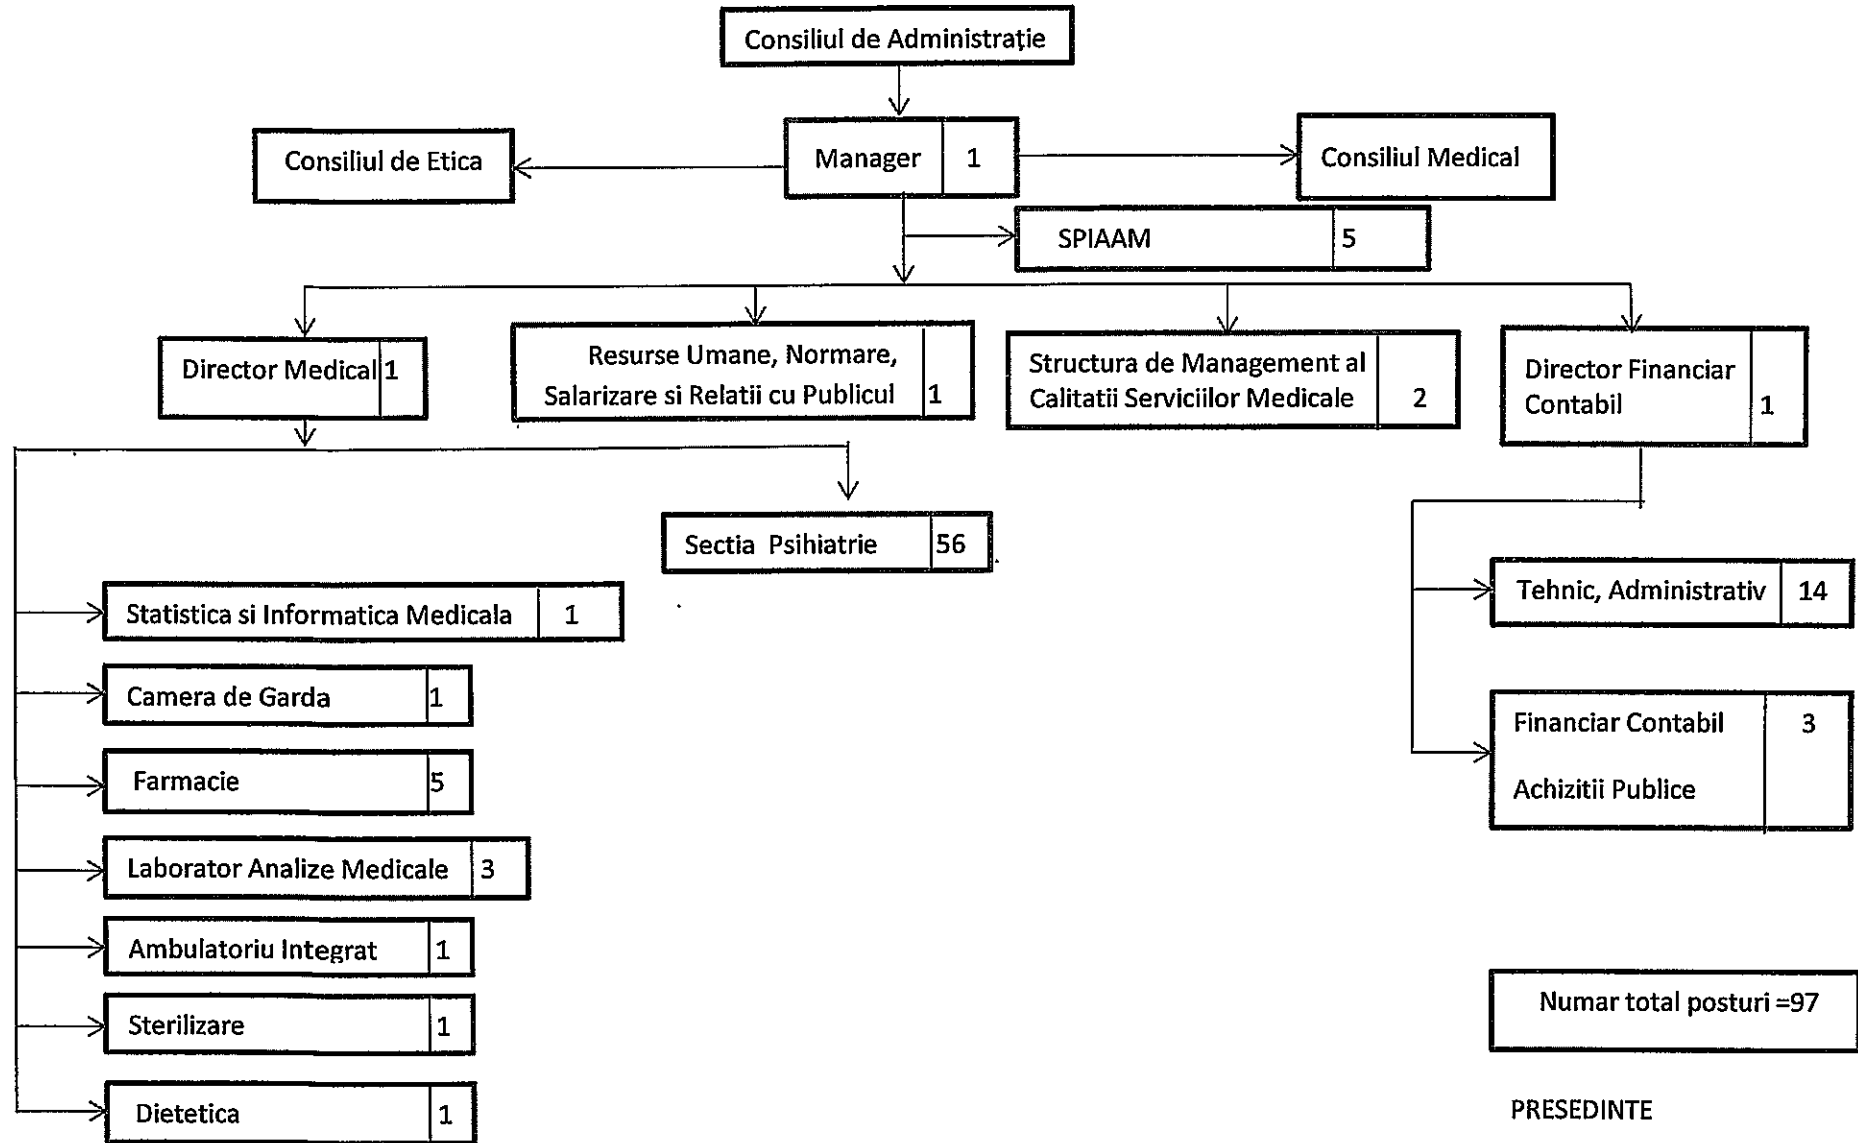 Consiliul de Administrație
Consiliul de Etica
Manager 1
Consiliul Medical
SPIAAM 5
Director Medical 1
Resurse Umane, Normare,
Salarizare si Relatii cu Publicul 1
Structura de Management al
Calitatii Serviciilor Medicale 2
Director Financiar
Contabil 1
Sectia Psihiatrie 56
Statistica si Informatica Medicala 1
Camera de Garda 1
Farmacie 5
Laborator Analize Medicale 3
Ambulatoriu Integrat 1
Sterilizare 1
Dietetica 1
Tehnic, Administrativ 14
Financiar Contabil 3
Achizitii Publice
Numar total posturi =97
PRESEDINTE